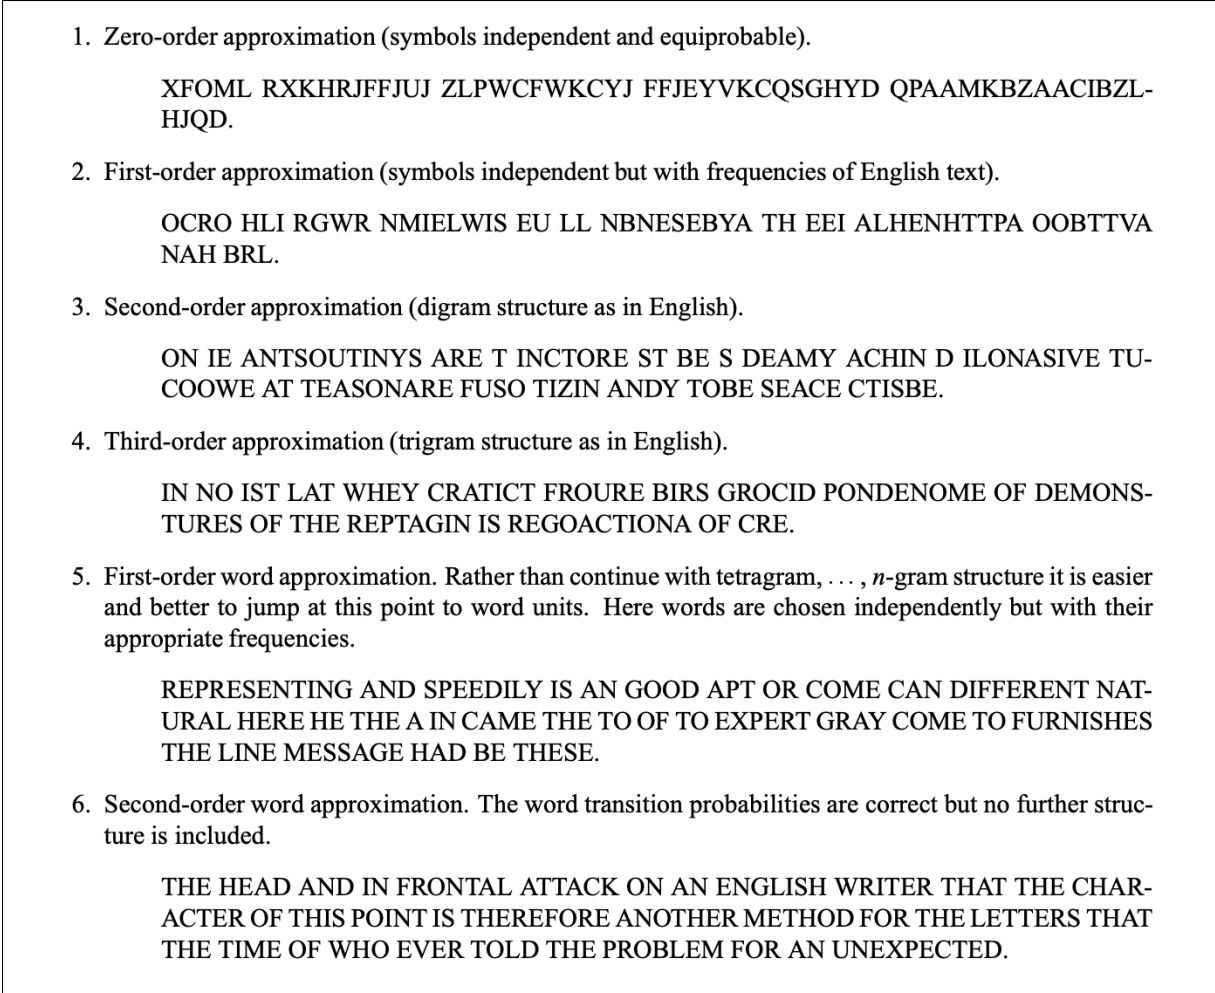 1. Zero-order approximation (symbols independent and equiprobable).
XFOML RXKHRJFFJUJ ZLPWCFWKCYJ FFJEYVKCQSGHYD QPAAMKBZAACIBZL-
HJQD.
2. First-order approximation (symbols independent but with frequencies of English text).
OCRO HLI RGWR NMIELWIS EU LL NBNESEBYA TH EEI ALHENHTTPA OOBTTVA
NAH BRL.
3. Second-order approximation (digram structure as in English).
ON IE ANTSOUTINYS ARE T INCTORE ST BE S DEAMY ACHIN D ILONASIVE TU-
COOWE AT TEASONARE FUSO TIZIN ANDY TOBE SEACE CTISBE.
4. Third-order approximation (trigram structure as in English).
IN NO IST LAT WHEY CRATICT FROURE BIRS GROCID PONDENOME OF DEMONS-
TURES OF THE REPTAGIN IS REGOACTIONA OF CRE.
5. First-order word approximation. Rather than continue with tetragram, . . . , n-gram structure it is easier
and better to jump at this point to word units. Here words are chosen independently but with their
appropriate frequencies.
REPRESENTING AND SPEEDILY IS AN GOOD APT OR COME CAN DIFFERENT NAT-
URAL HERE HE THE A IN CAME THE TO OF TO EXPERT GRAY COME TO FURNISHES
THE LINE MESSAGE HAD BE THESE.
6. Second-order word approximation. The word transition probabilities are correct but no further struc-
ture is included.
THE HEAD AND IN FRONTAL ATTACK ON AN ENGLISH WRITER THAT THE CHAR-
ACTER OF THIS POINT IS THEREFORE ANOTHER METHOD FOR THE LETTERS THAT
THE TIME OF WHO EVER TOLD THE PROBLEM FOR AN UNEXPECTED.